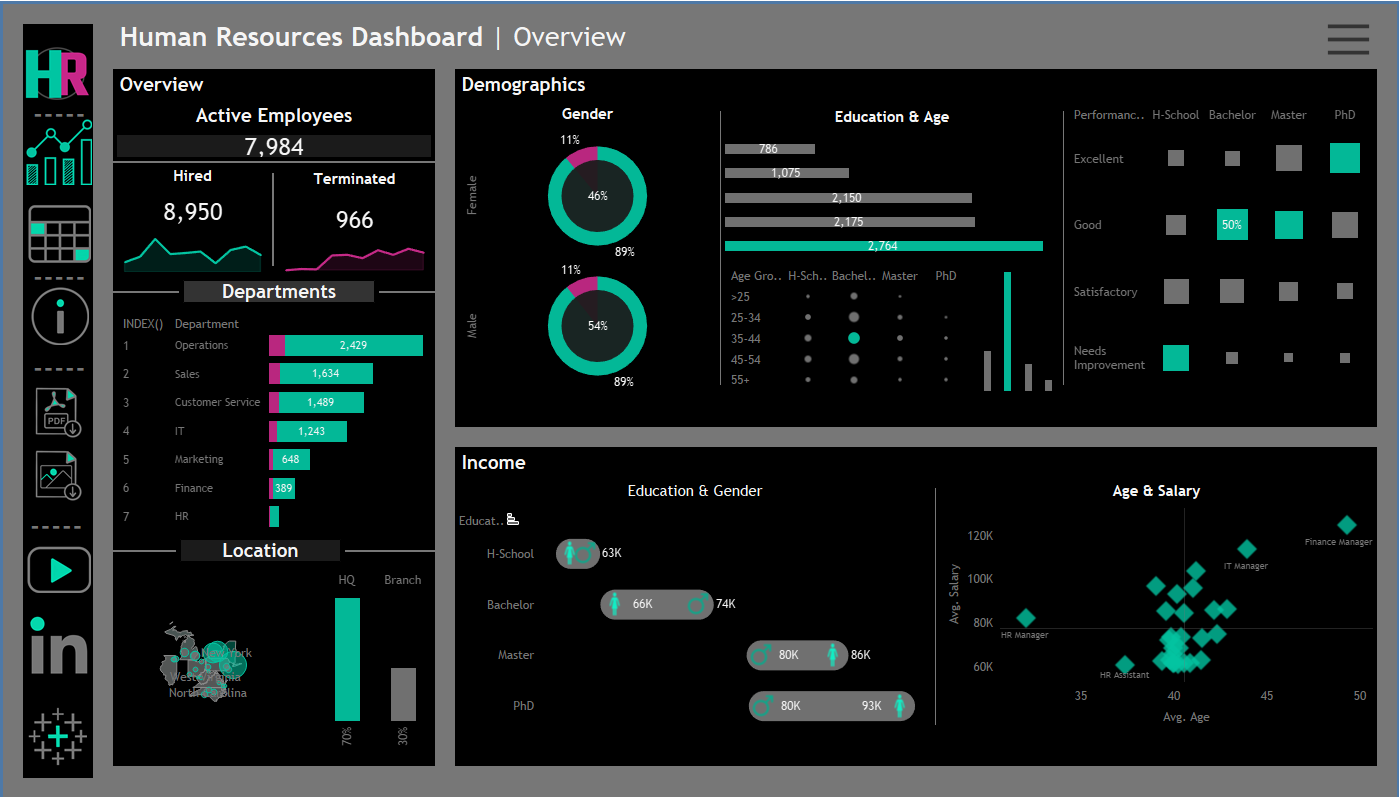 Human Resources Dashboard | Overview
HR
Overview
Active Employees
7,984
Hired
Terminated
8,950
966
Departments
INDEX() Department
1 Operations 2,429
2 Sales 1,634
3 Customer Service 1,489
4 IT 1,243
5 Marketing 648
6 Finance 389
7 HR
Location
HQ Branch
New York
West Virginia
North Carolina
70% 30%
PDF
in
Demographics
Gender
Female
11%
46%
89%
Male
11%
54%
89%
Education & Age
786
1,075
2,150
2,175
2,764
Age Gro.. H-Sch.. Bachel.. Master PhD
>25
25-34
35-44
45-54
55+
Performanc.. H-School Bachelor Master PhD
Excellent
Good 50%
Satisfactory
Needs
Improvement
Income
Education & Gender
Educat..
H-School 63K
Bachelor 66K 74K
Master 80K 86K
PhD 80K 93K
Age & Salary
Avg. Salary
120K
100K
80K
60K
Finance Manager
IT Manager
HR Manager
HR Assistant
35 40 45 50
Avg. Age